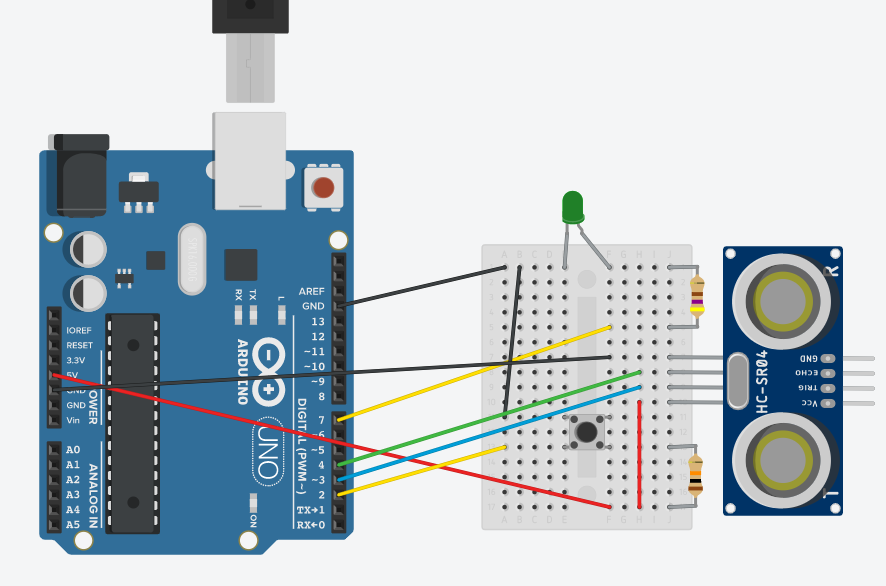 AREF
GND
13
12
~11
~10
~9
8
7
~6
~5
4
~3
2
TX→1
RX←0
DIGITAL (PWM~)
IOREF
RESET
3.3V
5V
GND
GND
Vin
POWER
A0
A1
A2
A3
A4
A5
ANALOG IN
RX
TX
L
ARDUINO
UNO
ON
A B C D E F G H I J
A B C D E F G H I J
HC-SR04
GND
ECHO
TRIG
Vcc
R
T